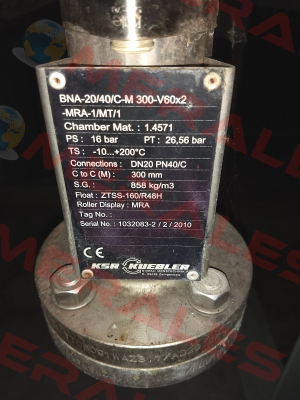 BNA-20/40/C-M 300-V60x2
-MRA-1/MT/1
Chamber Mat. : 1.4571
PS : 16 bar PT : 26,56 bar
TS : -10...+200°C
Connections : DN20 PN40/C
C to C (M) : 300 mm
S.G. : 858 kg/m3
Float : ZTSS-160/R48H
Roller Display : MRA
Tag No :
Serial No. : 1032083-2 / 2 / 2010
CE KSR KUEBLER